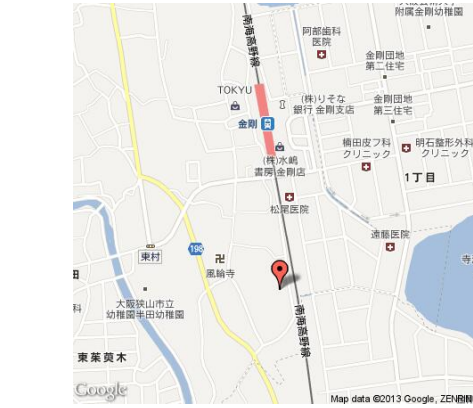 附属金剛幼稚園
南海高野線
阿部歯科
医院
金剛団地
第二住宅
TOKYU
(株)りそな
銀行 金剛支店
金剛団地
第三住宅
金剛
(株)水嶋
書房 金剛店
横田皮フ科
クリニック
明石整形外科
クリニック
1丁目
松尾医院
遠藤医院
198
東村
卍
風輪寺
寺
田
科
大阪狭山市立
幼稚園半田幼稚園
南海高野線
東茱萸木
Google
Map data ©2013 Google, ZENRIN